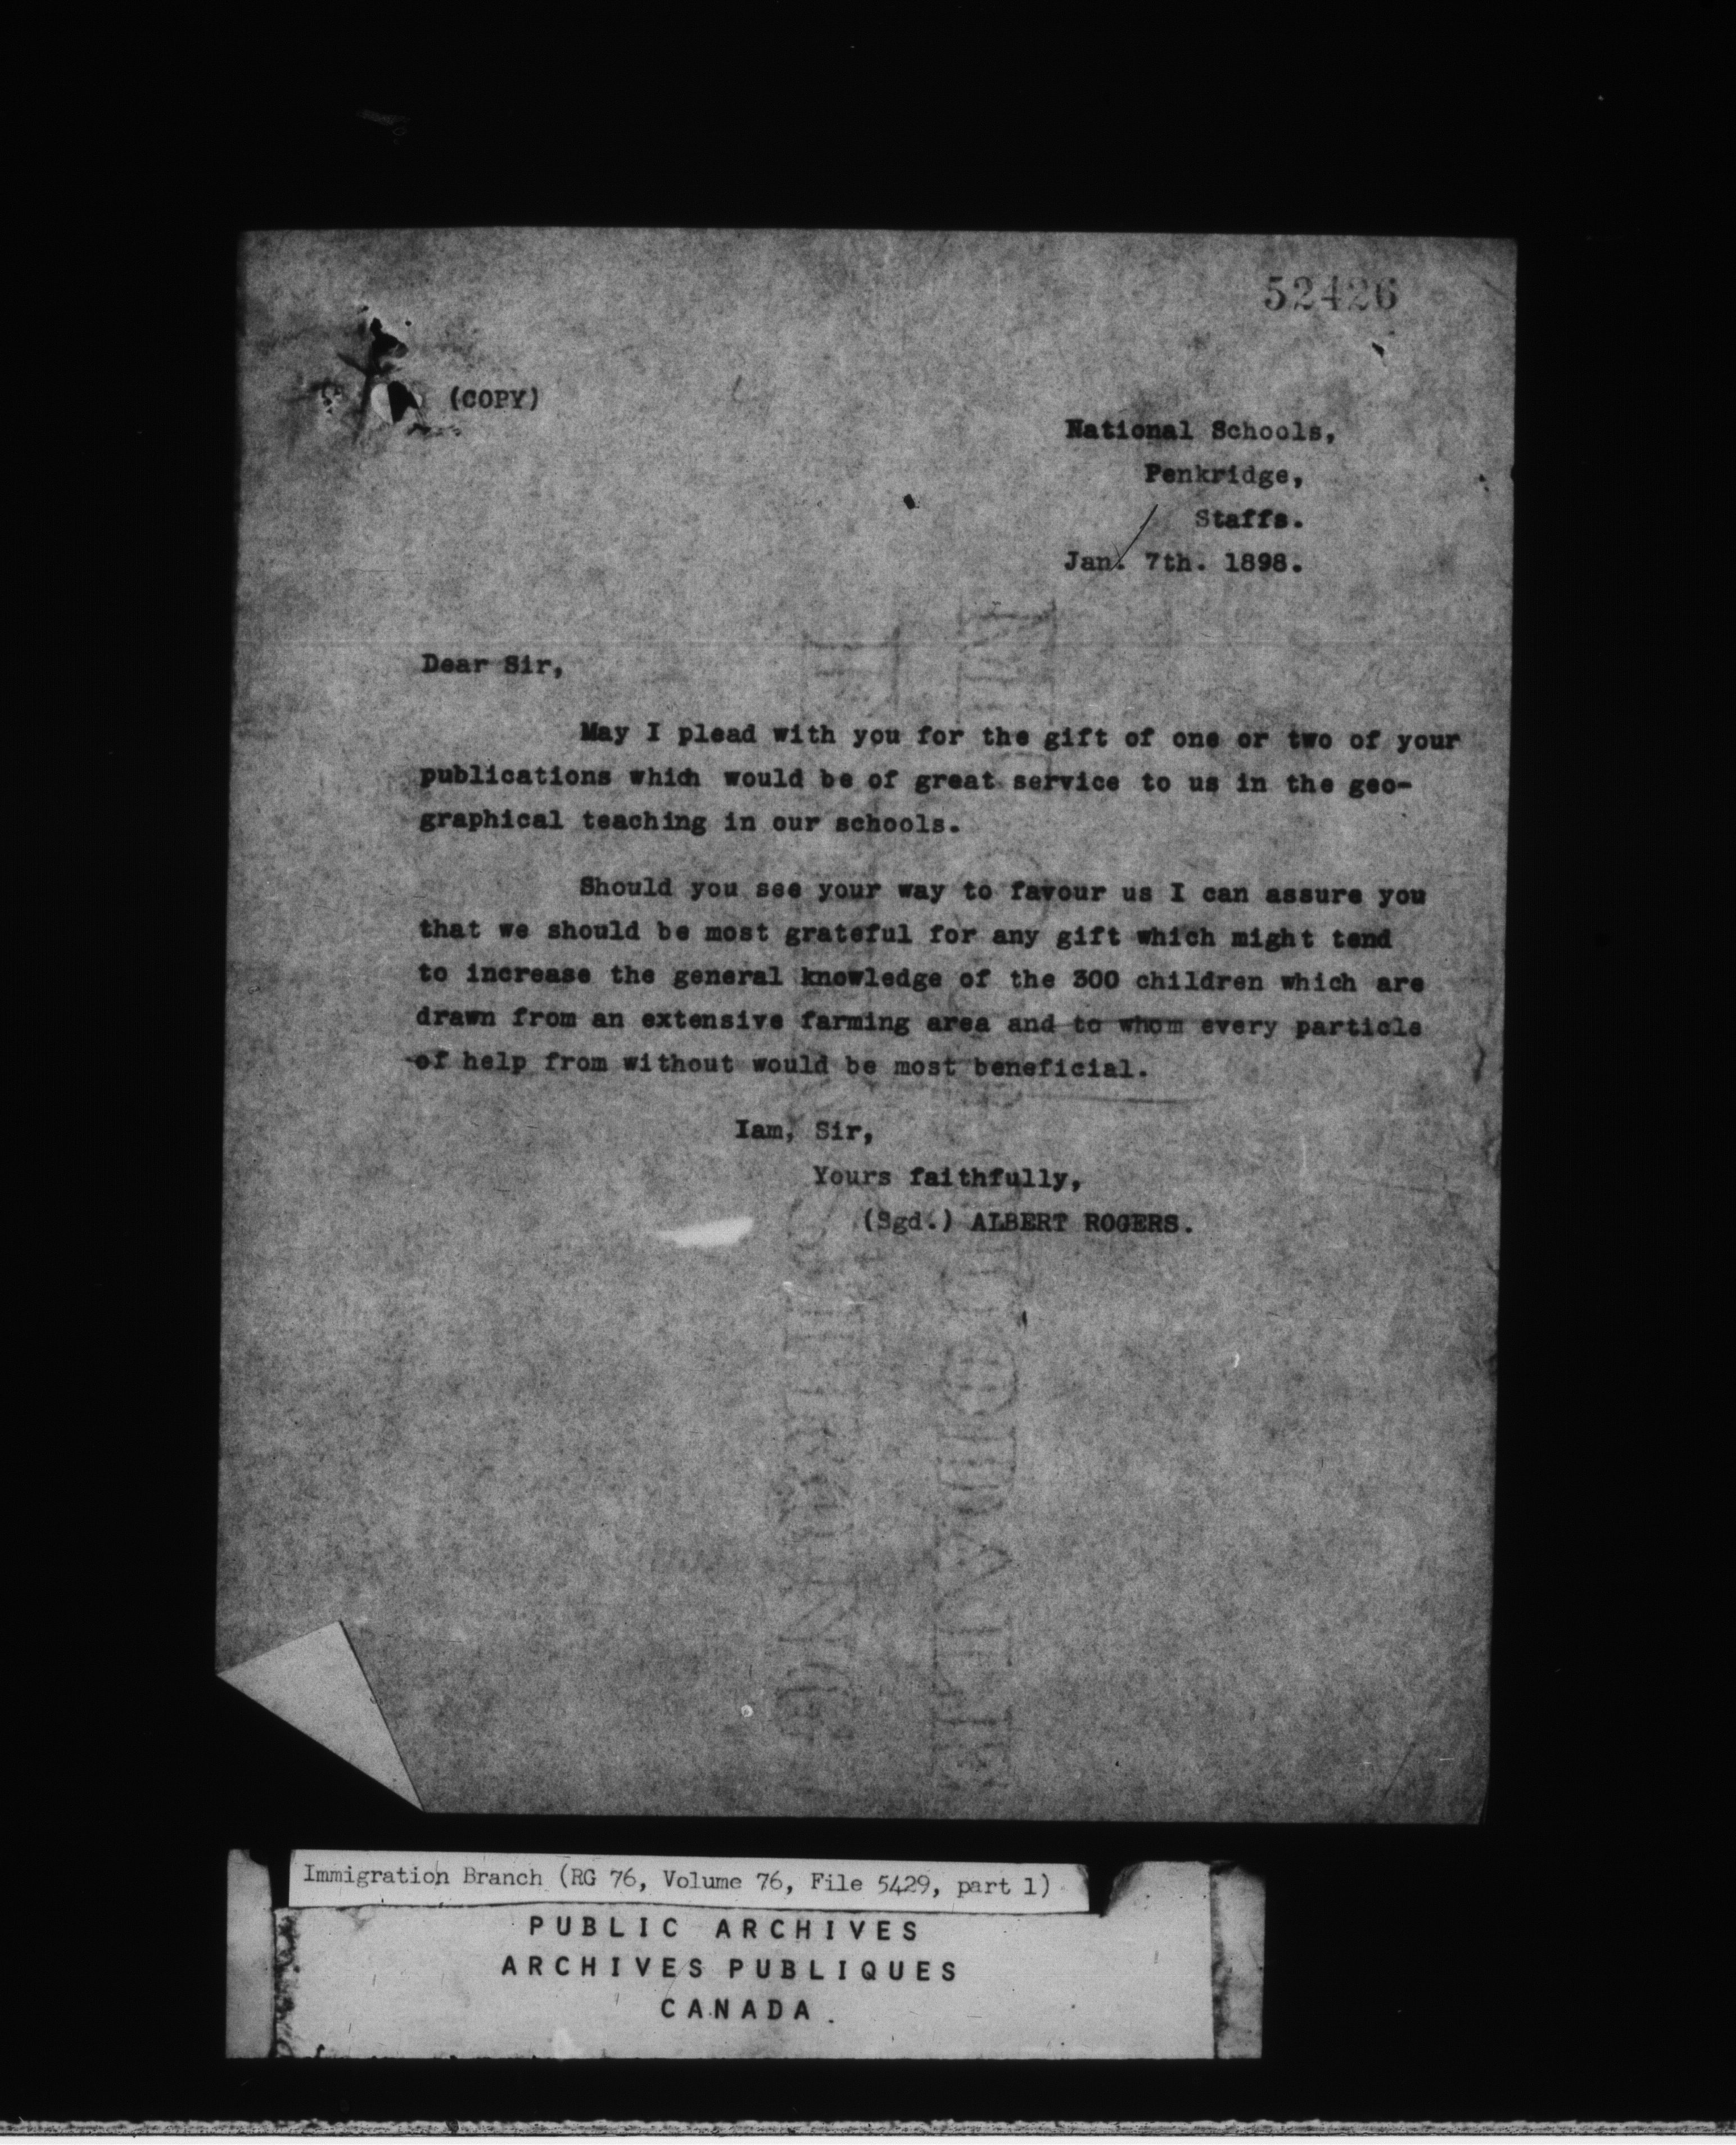 52426
(COPY)
National Schools,
Penkridge,
Staffs.
Jan. 7th. 1898.
Dear Sir,
May I plead with you for the gift of one or two of your
publications which would be of great service to us in the geo-
graphical teaching in our schools.
Should you see your way to favour us I can assure you
that we should be most grateful for any gift which might tend
to increase the general knowledge of the 300 children which are
drawn from an extensive farming area and to whom every particle
of help from without would be most beneficial.
Iam, Sir,
Yours faithfully,
(Sgd.) ALBERT ROGERS.
Immigration Branch (RG 76, Volume 76, File 5429, part 1)
PUBLIC ARCHIVES
ARCHIVES PUBLIQUES
CANADA